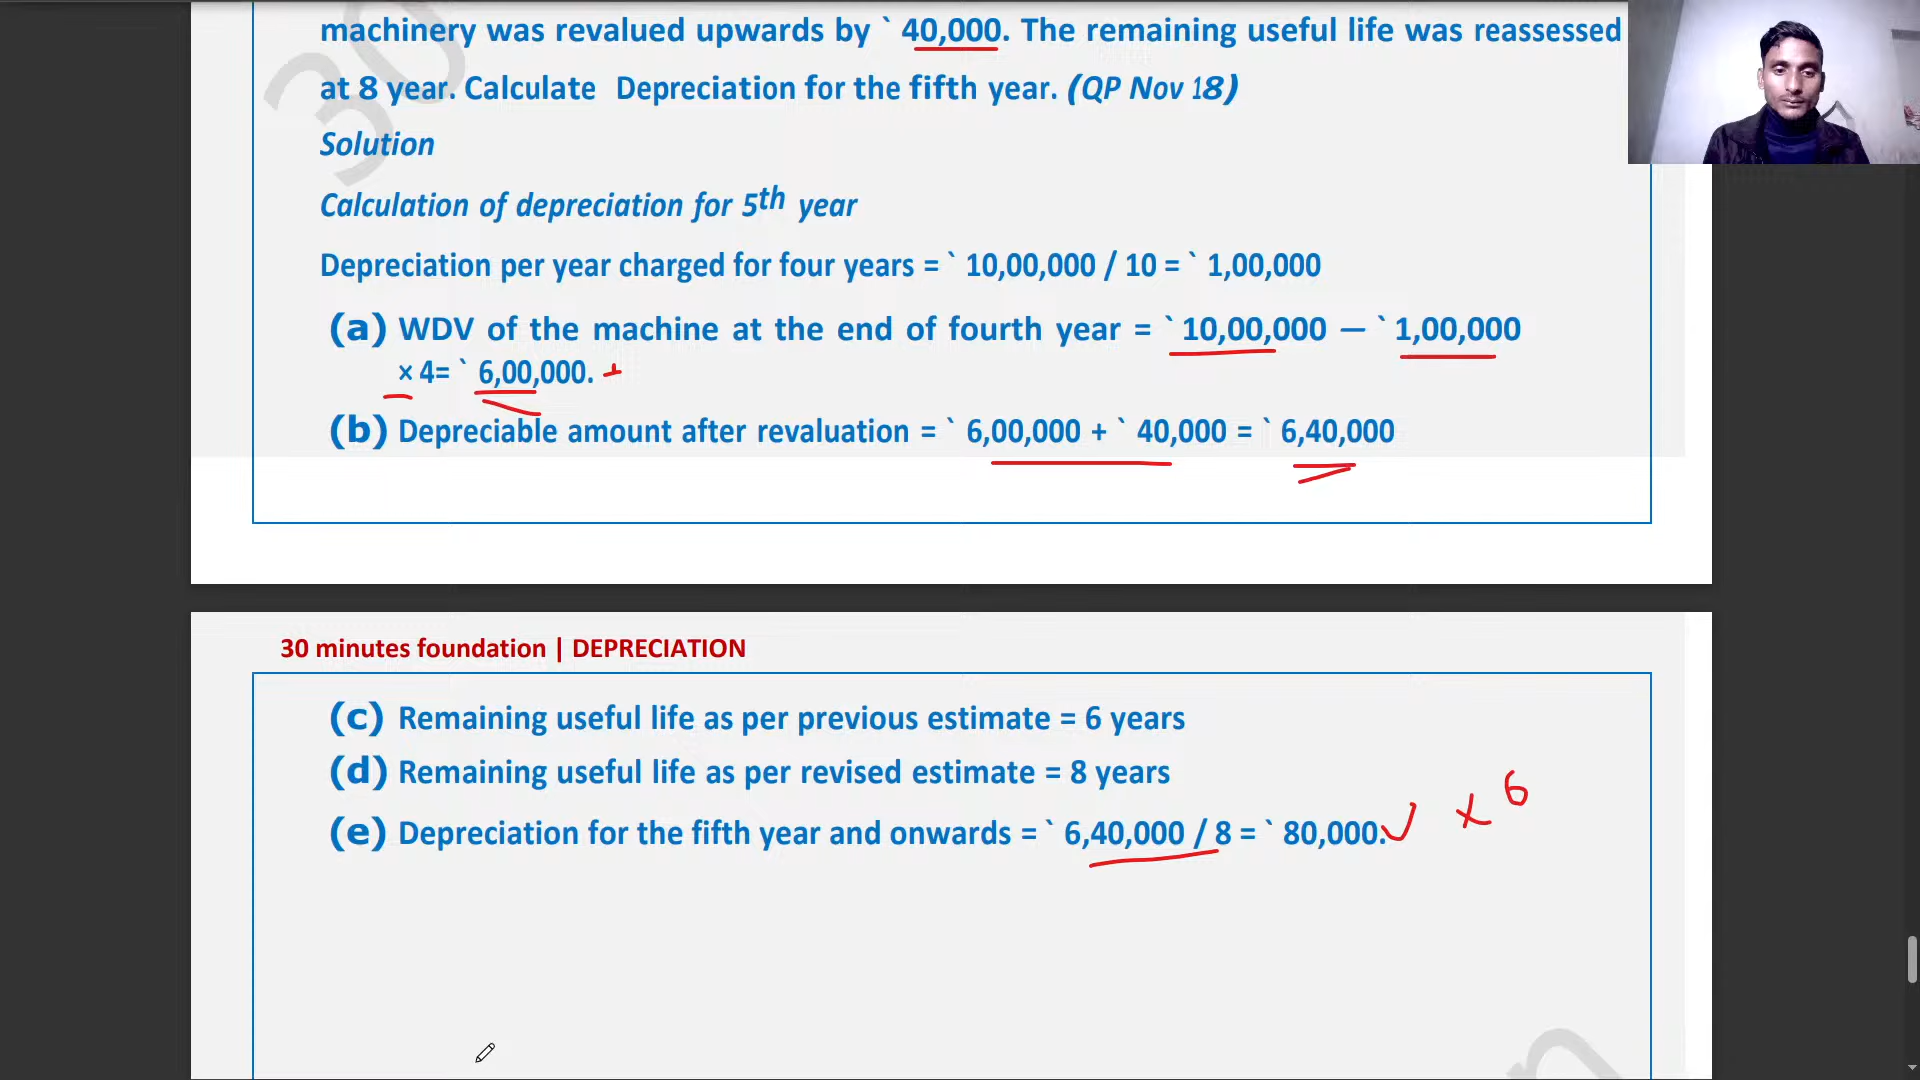 machinery was revalued upwards by ` 40,000. The remaining useful life was reassessed
at 8 year. Calculate Depreciation for the fifth year. (QP Nov 18)
Solution
Calculation of depreciation for 5th year
Depreciation per year charged for four years = ` 10,00,000 / 10 = ` 1,00,000
(a) WDV of the machine at the end of fourth year = ` 10,00,000 – ` 1,00,000
× 4= ` 6,00,000.
(b) Depreciable amount after revaluation = ` 6,00,000 + ` 40,000 = ` 6,40,000
30 minutes foundation | DEPRECIATION
(c) Remaining useful life as per previous estimate = 6 years
(d) Remaining useful life as per revised estimate = 8 years
(e) Depreciation for the fifth year and onwards = ` 6,40,000 / 8 = ` 80,000. x 6
30
n